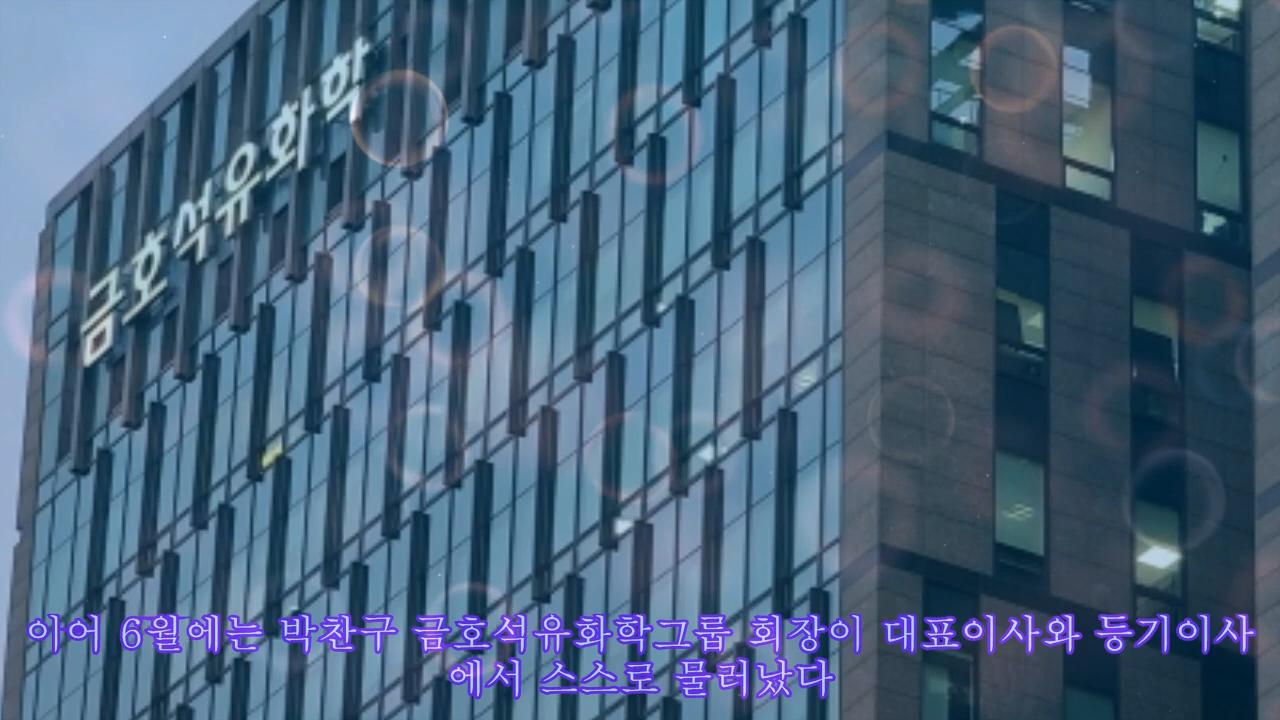 금호석유화학
아어 6월에는 박찬구 금호석유화학그룹 회장이 대표이사와 등기이사
에서 스스로 물러났다